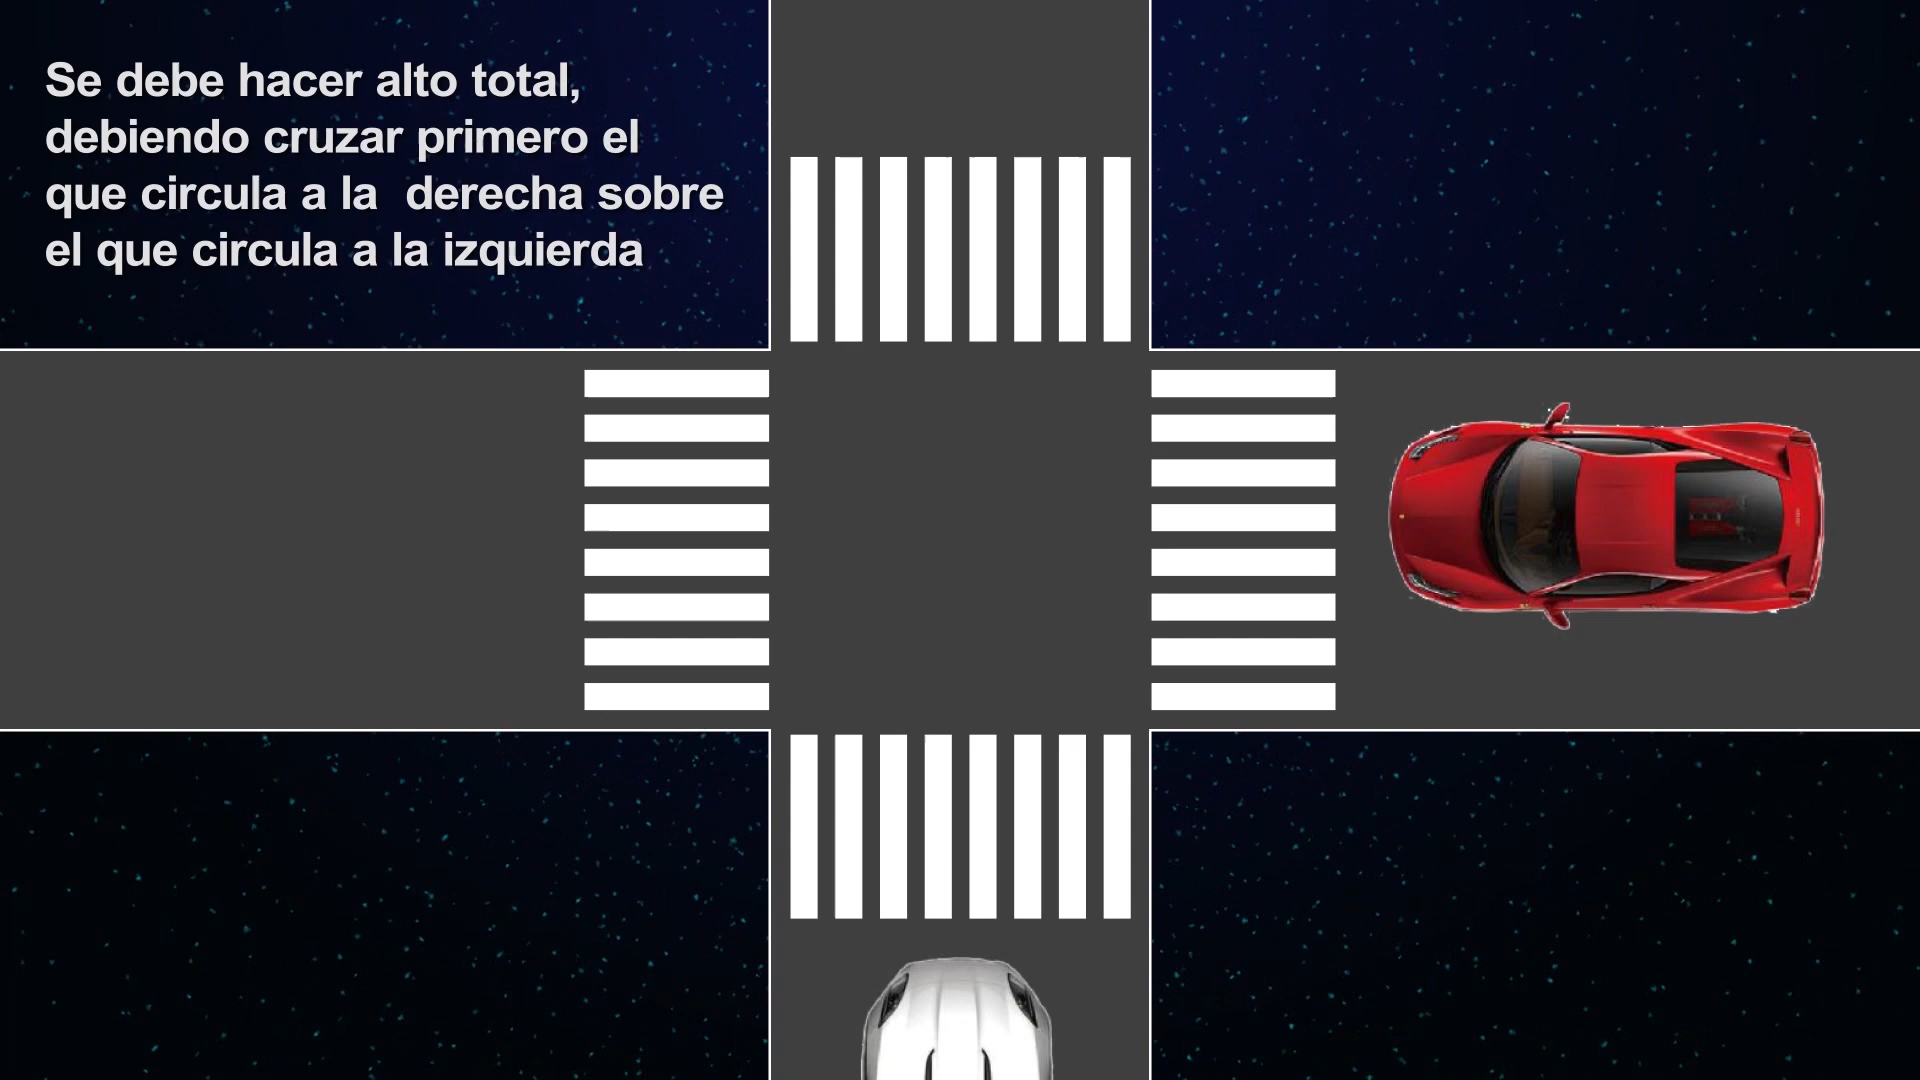 Se debe hacer alto total,
debiendo cruzar primero el
que circula a la  derecha sobre
el que circula a la izquierda